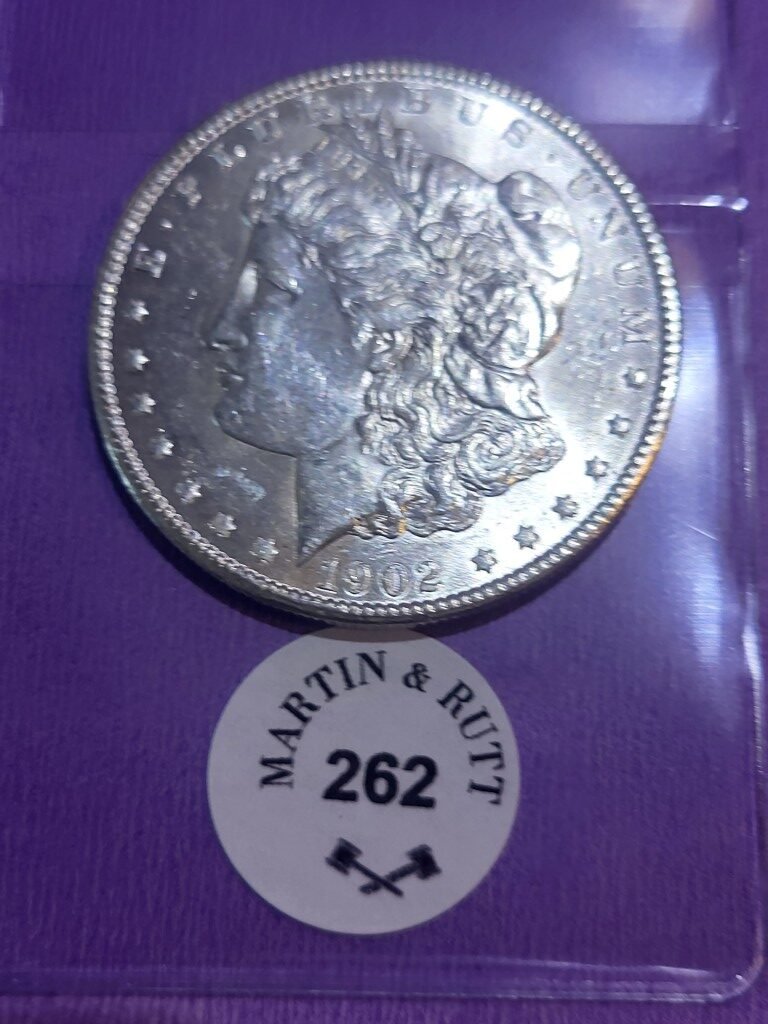 E · PLURIBUS · UNUM
1902
MARTIN & RUTT
262